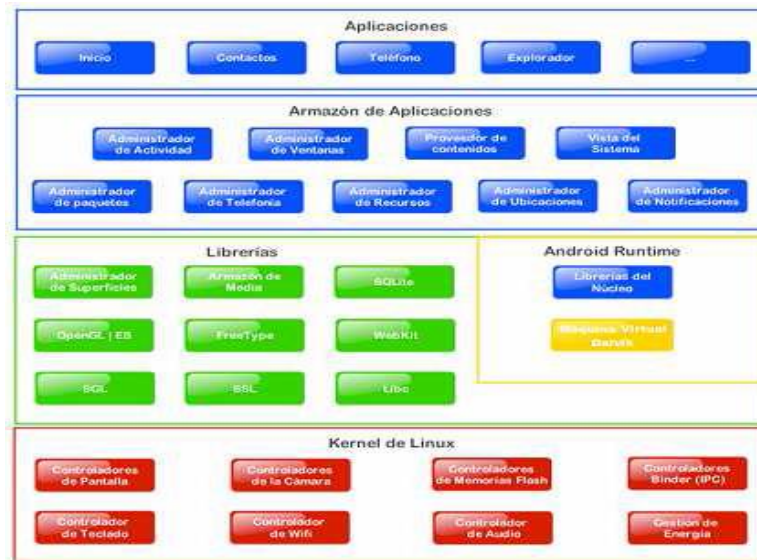 Aplicaciones
Inicio
Contactos
Teléfono
Explorador
...
Armazón de Aplicaciones
Administrador
de Actividad
Administrador
de Ventanas
Proveedor de
contenidos
Vista del
Sistema
Administrador
de paquetes
Administrador
de Telefonía
Administrador
de Recursos
Administrador
de Ubicaciones
Administrador
de Notificaciones
Librerías
Administrador
de Superficies
Armazón de
Media
SQLite
OpenGL | ES
FreeType
WebKit
SGL
SSL
Libc
Android Runtime
Librerías del
Núcleo
Máquina Virtual
Dalvik
Kernel de Linux
Controladores
de Pantalla
Controladores
de la Cámara
Controladores
de Memorias Flash
Controladores
Binder (IPC)
Controlador
de Teclado
Controlador
de Wifi
Controlador
de Audio
Gestión de
Energía